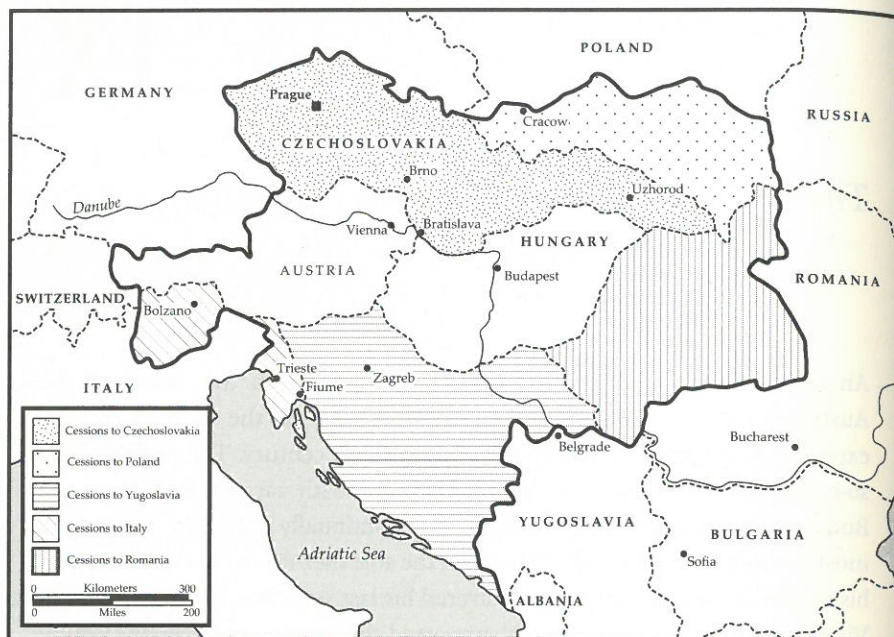 POLAND
GERMANY
Prague
Cracow
RUSSIA
CZECHOSLOVAKIA
Brno
Uzhorod
Danube
Vienna
Bratislava
HUNGARY
AUSTRIA
Budapest
ROMANIA
SWITZERLAND
Bolzano
ITALY
Trieste
Fiume
Zagreb
Belgrade
Bucharest
YUGOSLAVIA
BULGARIA
Sofia
Adriatic Sea
ALBANIA
Cessions to Czechoslovakia
Cessions to Poland
Cessions to Yugoslavia
Cessions to Italy
Cessions to Romania
0 Kilometers 300
0 Miles 200